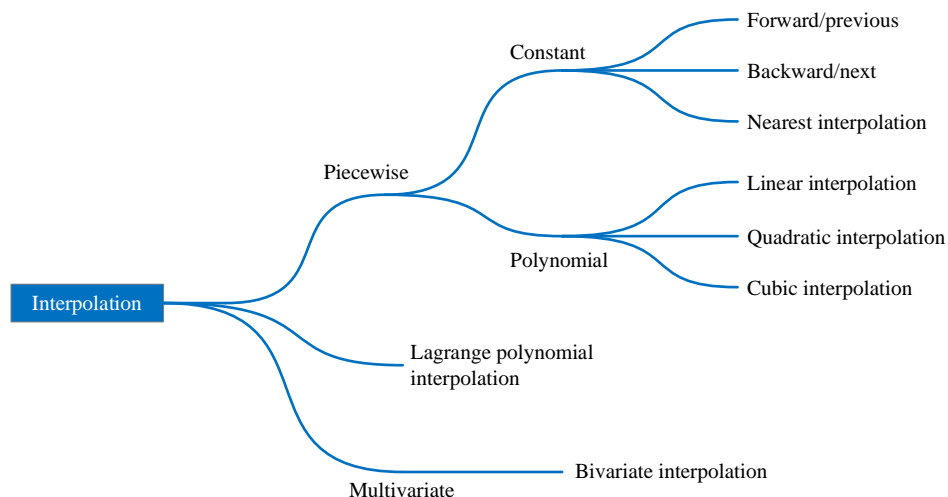 Forward/previous
Constant
Backward/next
Nearest interpolation
Piecewise
Linear interpolation
Quadratic interpolation
Polynomial
Cubic interpolation
Interpolation
Lagrange polynomial
interpolation
Bivariate interpolation
Multivariate